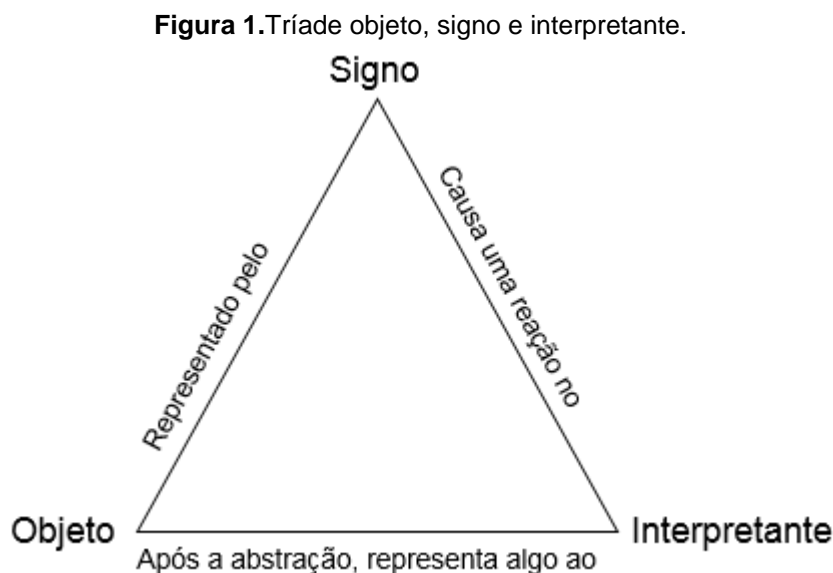 Figura 1.Tríade objeto, signo e interpretante.
Signo
Representado pelo
Causa uma reação no
Objeto
Interpretante
Após a abstração, representa algo ao